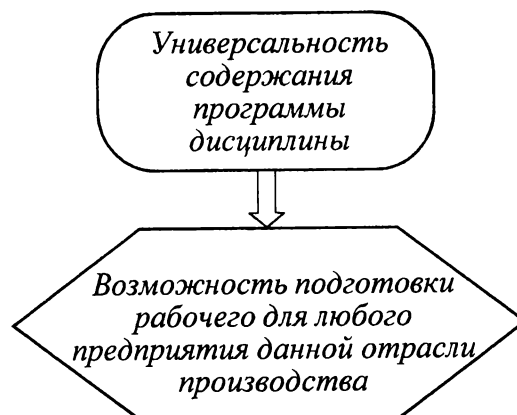 Универсальность
содержания
программы
дисциплины
Возможность подготовки
рабочего для любого
предприятия данной отрасли
производства